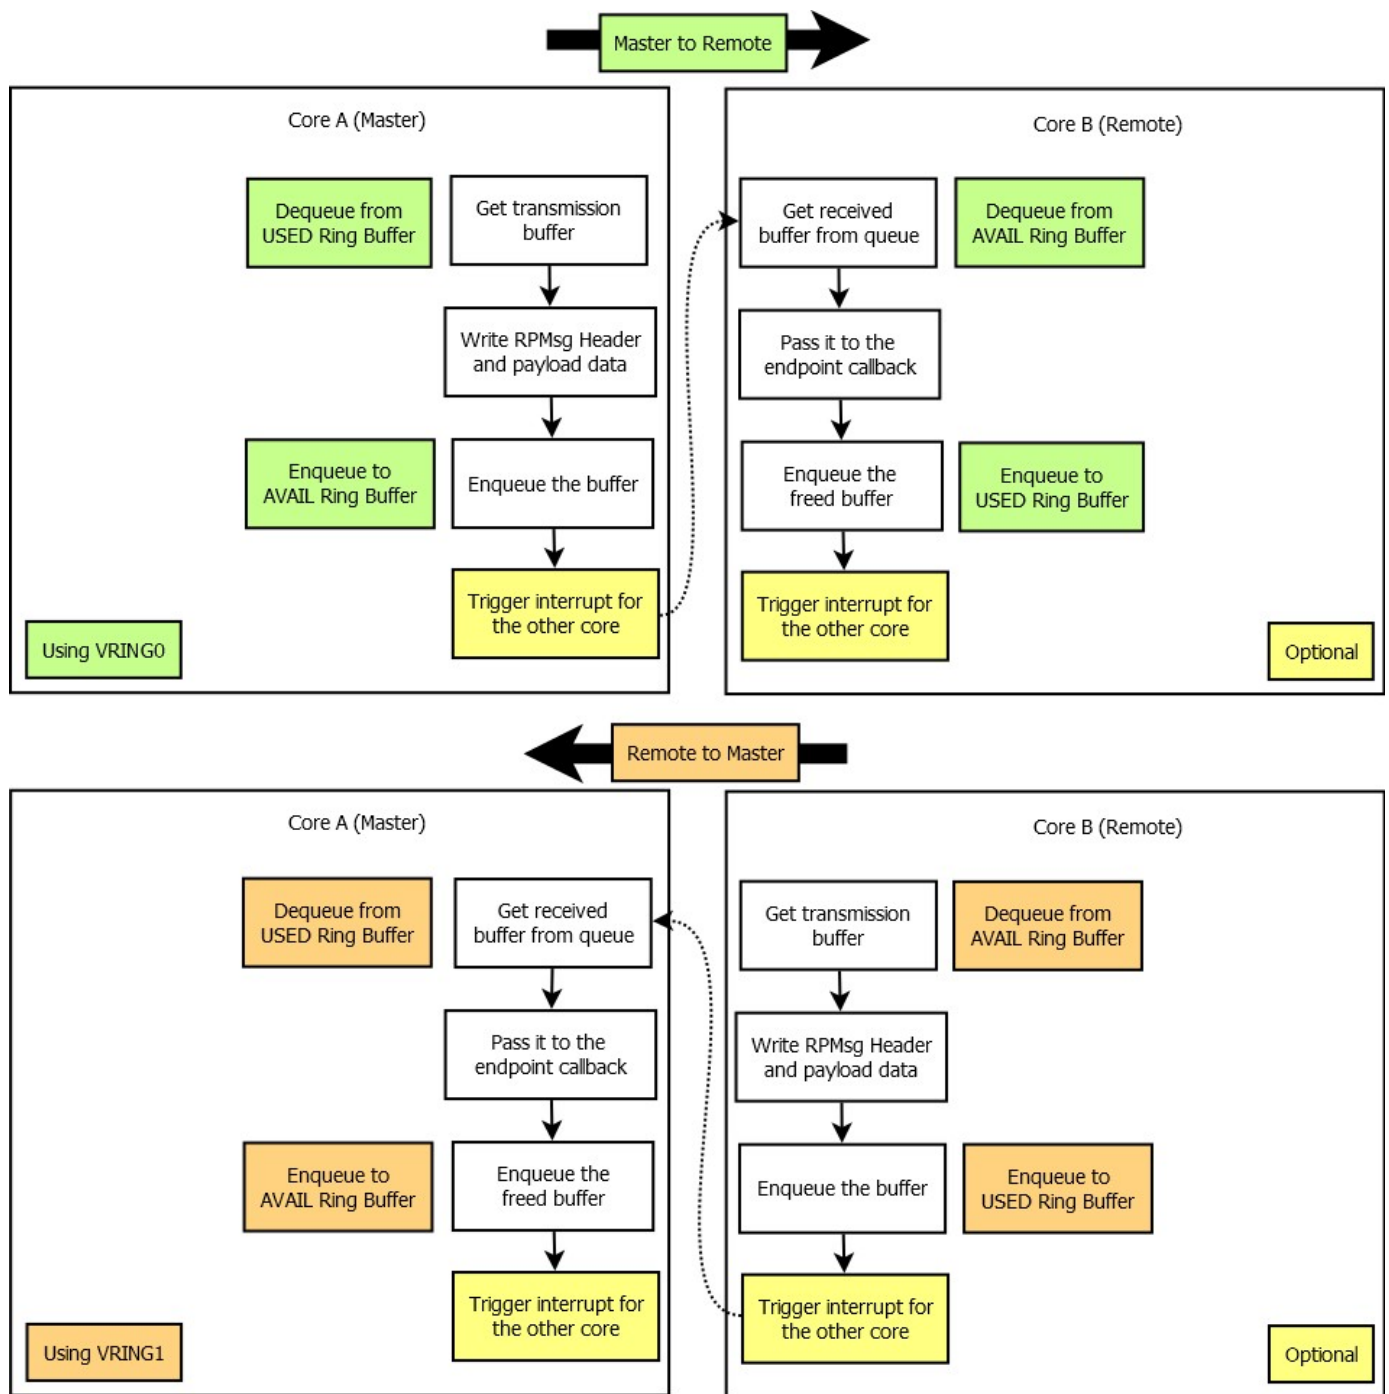 Master to Remote
Core A (Master)
Dequeue from
USED Ring Buffer
Get transmission
buffer
Write RPMsg Header
and payload data
Enqueue to
AVAIL Ring Buffer
Enqueue the buffer
Trigger interrupt for
the other core
Using VRING0
Core B (Remote)
Get received
buffer from queue
Dequeue from
AVAIL Ring Buffer
Pass it to the
endpoint callback
Enqueue the
freed buffer
Enqueue to
USED Ring Buffer
Trigger interrupt for
the other core
Optional
Remote to Master
Core A (Master)
Dequeue from
USED Ring Buffer
Get received
buffer from queue
Pass it to the
endpoint callback
Enqueue to
AVAIL Ring Buffer
Enqueue the
freed buffer
Trigger interrupt for
the other core
Using VRING1
Core B (Remote)
Get transmission
buffer
Dequeue from
AVAIL Ring Buffer
Write RPMsg Header
and payload data
Enqueue the buffer
Enqueue to
USED Ring Buffer
Trigger interrupt for
the other core
Optional